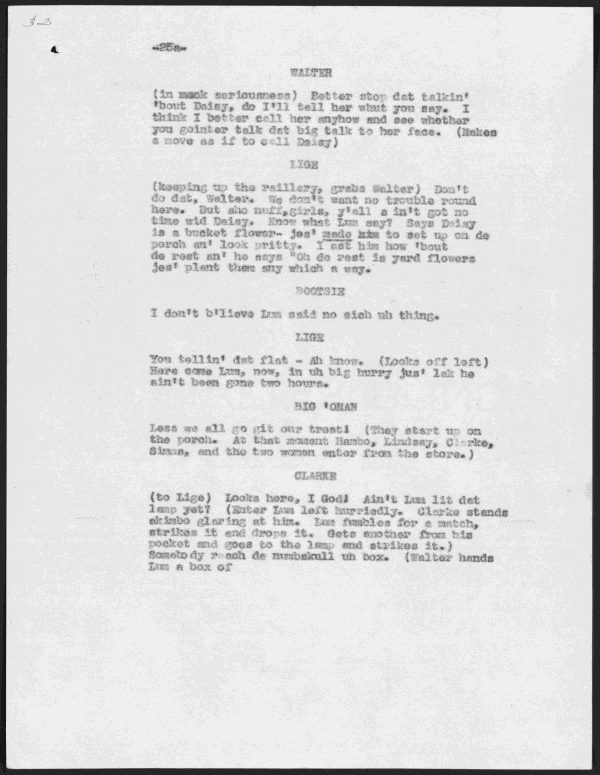 33
-25a-
WALTER
(in mock seriousness) Better stop dat talkin'
'bout Daisy, do I'll tell her whut you say. I
think I better call her anyhow and see whether
you gointer talk dat big talk to her face. (Makes
a move as if to call Daisy)
LIGE
(keeping up the raillery, grabs Walter) Don't
do dat, Walter. We don't want no trouble round
here. But sho nuff,girls, y'all a in't got no
time wid Daisy. Know what Lum say? Says Daisy
is a bucket flower- jes' made him to set up on de
porch an' look pritty. I ast him how 'bout
de rest an' he says "Oh de rest is yard flowers
jes' plant them any which a way.
BOOTSIE
I don't b'lieve Lum said no sich uh thing.
LIGE
You tellin' dat flat - Ah know. (Looks off left)
Here come Lum, now, in uh big hurry jus' lak he
ain't been gone two hours.
BIG 'OMAN
Less we all go git our treat! (They start up on
the porch. At that moment Hambo, Lindsay, Clarke,
Simms, and the two women enter from the store.)
CLARKE
(to Lige) Looka here, I God! Ain't Lum lit dat
lamp yet? (Enter Lum left hurriedly. Clarke stands
akimbo glaring at him. Lum fumbles for a match,
strikes it and drops it. Gets another from his
pocket and goes to the lamp and strikes it.)
Somebody reach de numbskull uh box. (Walter hands
Lum a box of